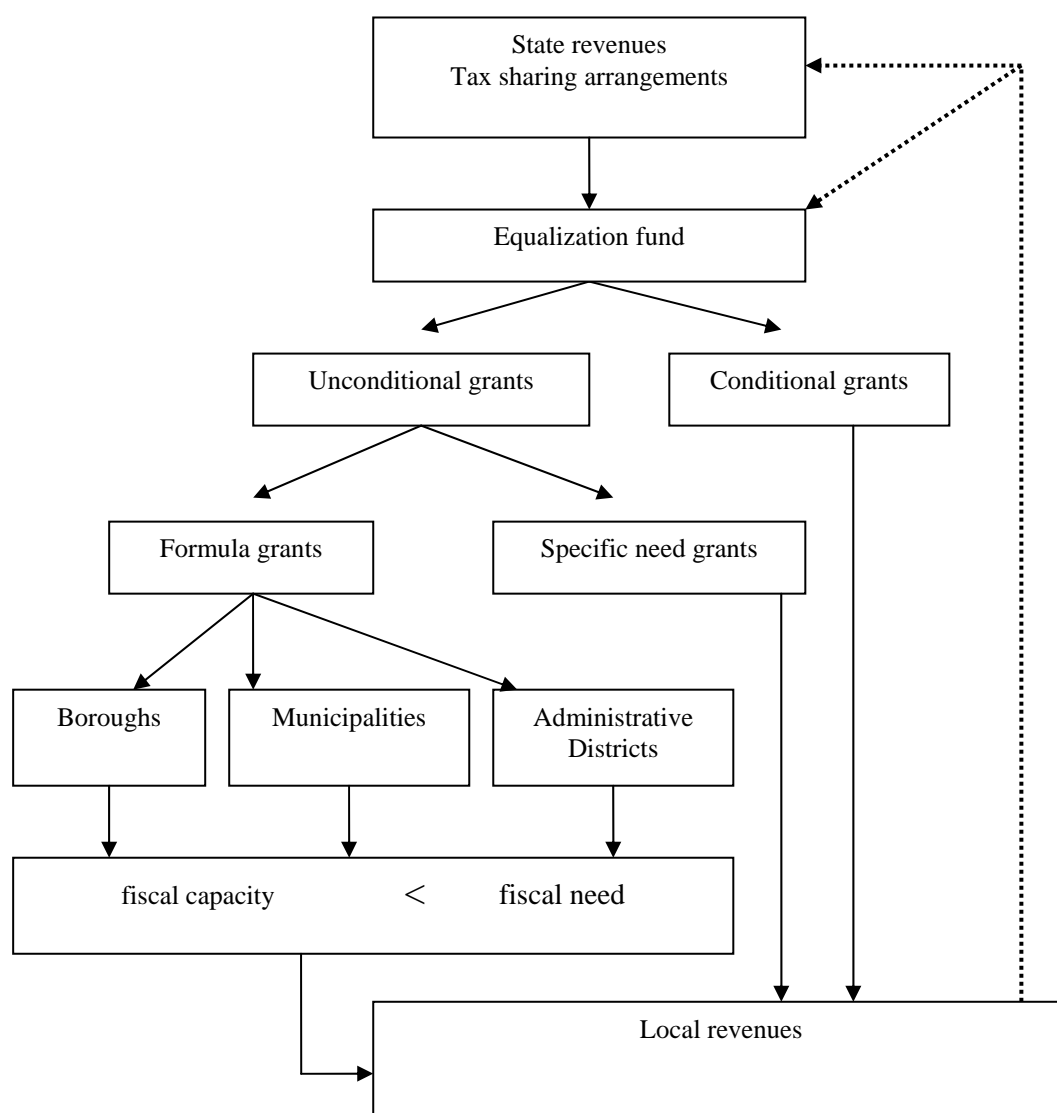 State revenues
Tax sharing arrangements
Equalization fund
Unconditional grants
Conditional grants
Formula grants
Specific need grants
Boroughs
Municipalities
Administrative
Districts
fiscal capacity < fiscal need
Local revenues